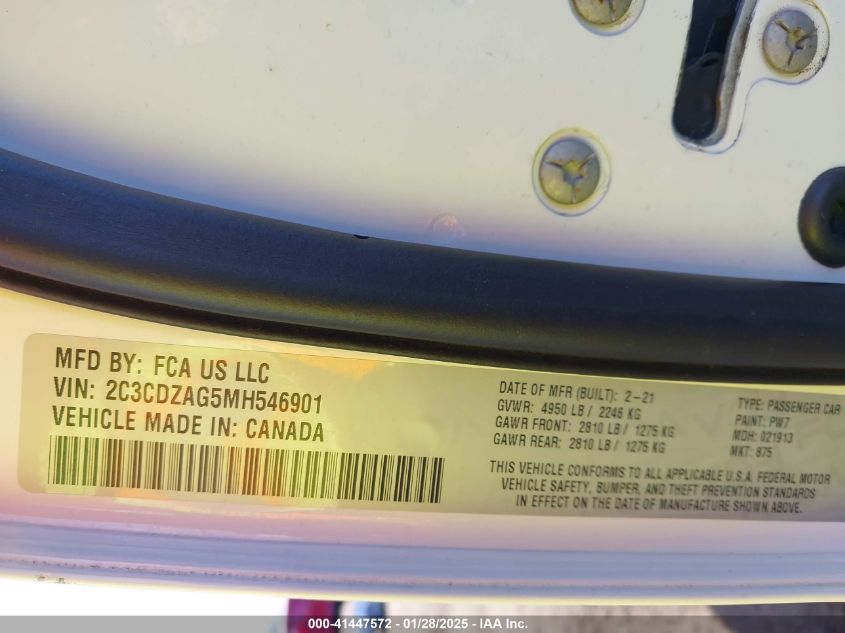 MFD BY: FCA US LLC
VIN: 2C3CDZAG5MH546901
VEHICLE MADE IN: CANADA
DATE OF MFR (BUILT): 2-21
GVWR: 4950 LB / 2246 KG
GAWR FRONT: 2810 LB / 1275 KG
GAWR REAR: 2810 LB / 1275 KG
TYPE: PASSENGER CAR
PAINT: PW7
MDH: 021913
MKT: 875
THIS VEHICLE CONFORMS TO ALL APPLICABLE U.S.A. FEDERAL MOTOR
VEHICLE SAFETY, BUMPER, AND THEFT PREVENTION STANDARDS
IN EFFECT ON THE DATE OF MANUFACTURE SHOWN ABOVE.
000-41447572 - 01/28/2025 - IAA Inc.